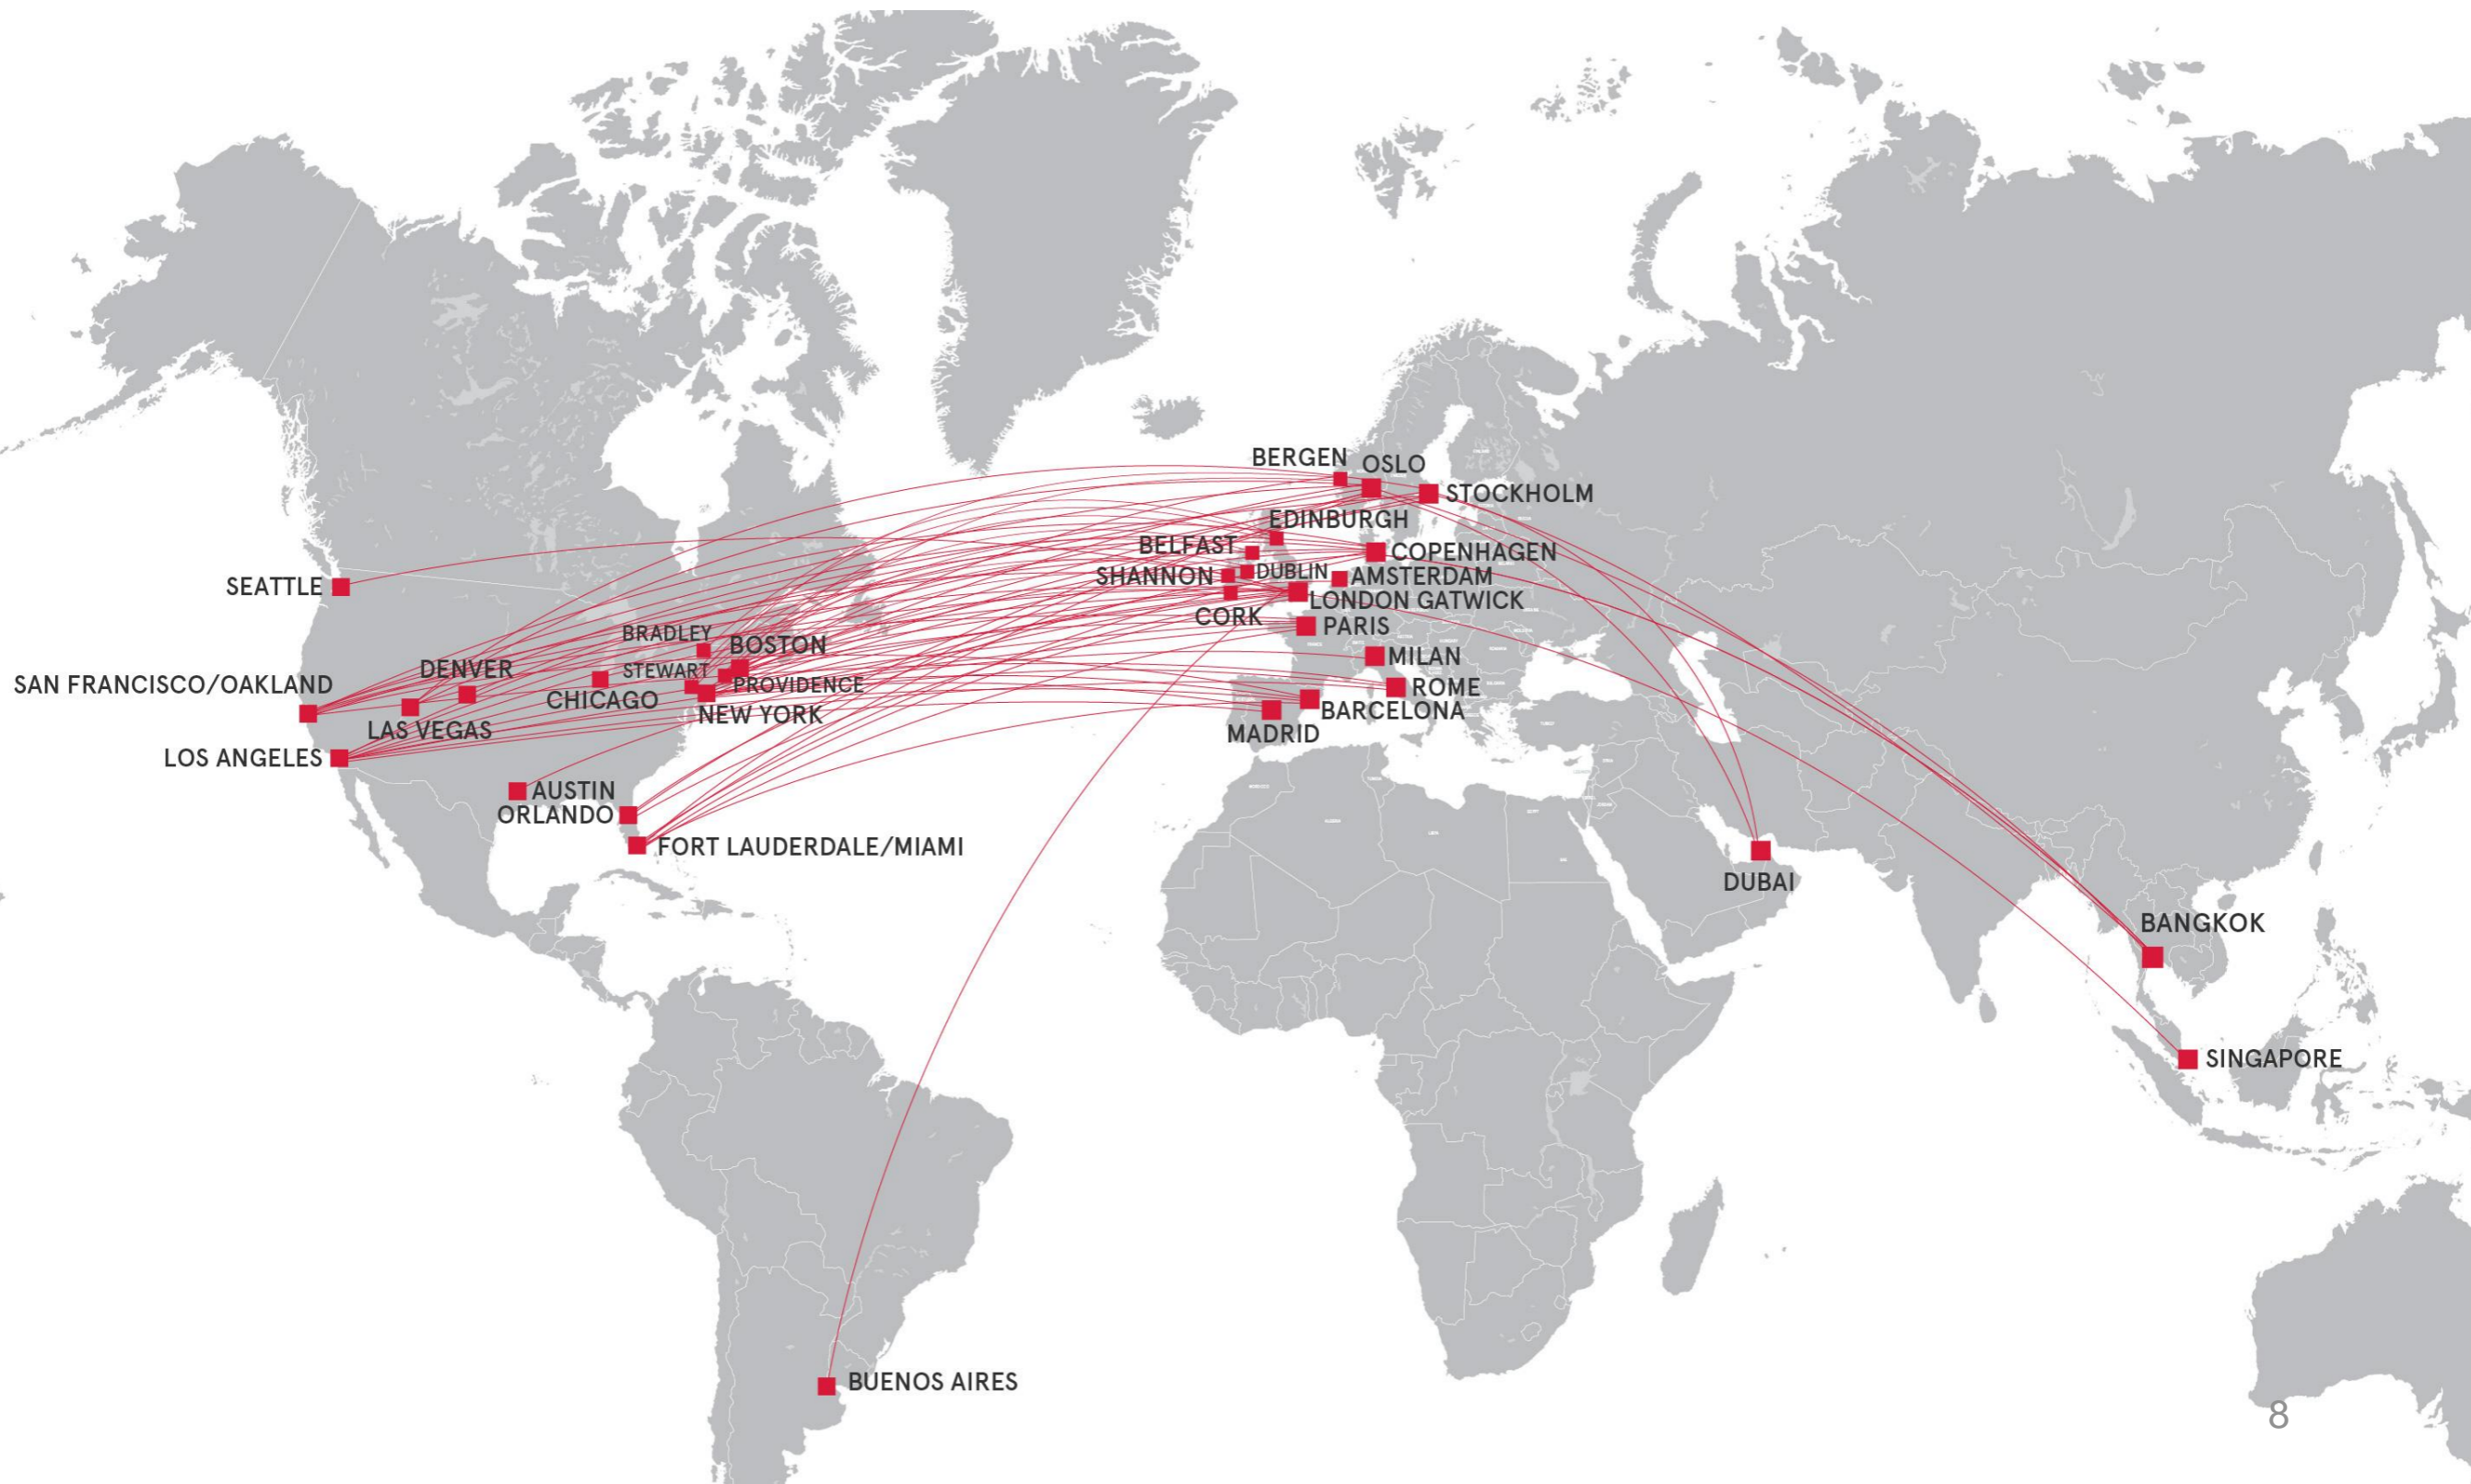 BERGEN
OSLO
STOCKHOLM
EDINBURGH
BELFAST
COPENHAGEN
SHANNON
DUBLIN
AMSTERDAM
SEATTLE
LONDON GATWICK
CORK
PARIS
BRADLEY
BOSTON
MILAN
DENVER
STEWART
SAN FRANCISCO/OAKLAND
PROVIDENCE
ROME
CHICAGO
NEW YORK
BARCELONA
LAS VEGAS
MADRID
LOS ANGELES
AUSTIN
ORLANDO
FORT LAUDERDALE/MIAMI
DUBAI
BANGKOK
SINGAPORE
BUENOS AIRES
8